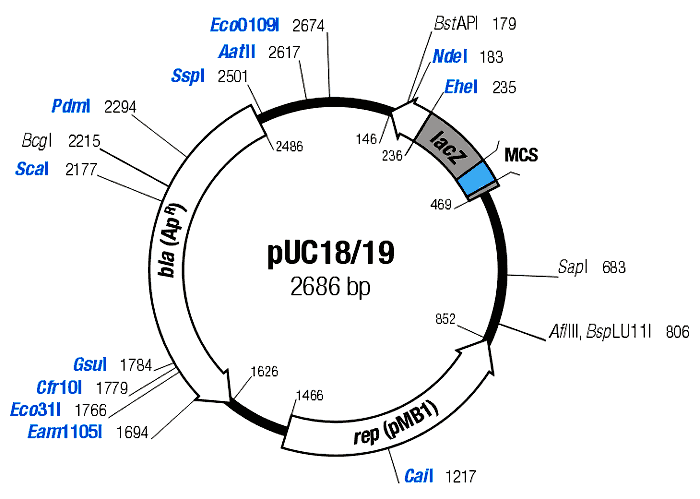 Eco0109I 2674
BstAPI 179
AatII 2617
NdeI 183
SspI 2501
EheI 235
PdmI 2294
BcgI 2215
ScaI 2177
2486
146
236
lacZ
MCS
469
bla (ApR)
pUC18/19
2686 bp
SapI 683
852
AflIII, BspLU11I 806
GsuI 1784
Cfr10I 1779
Eco31I 1766
Eam1105I 1694
1626
1466
rep (pMB1)
CaiI 1217